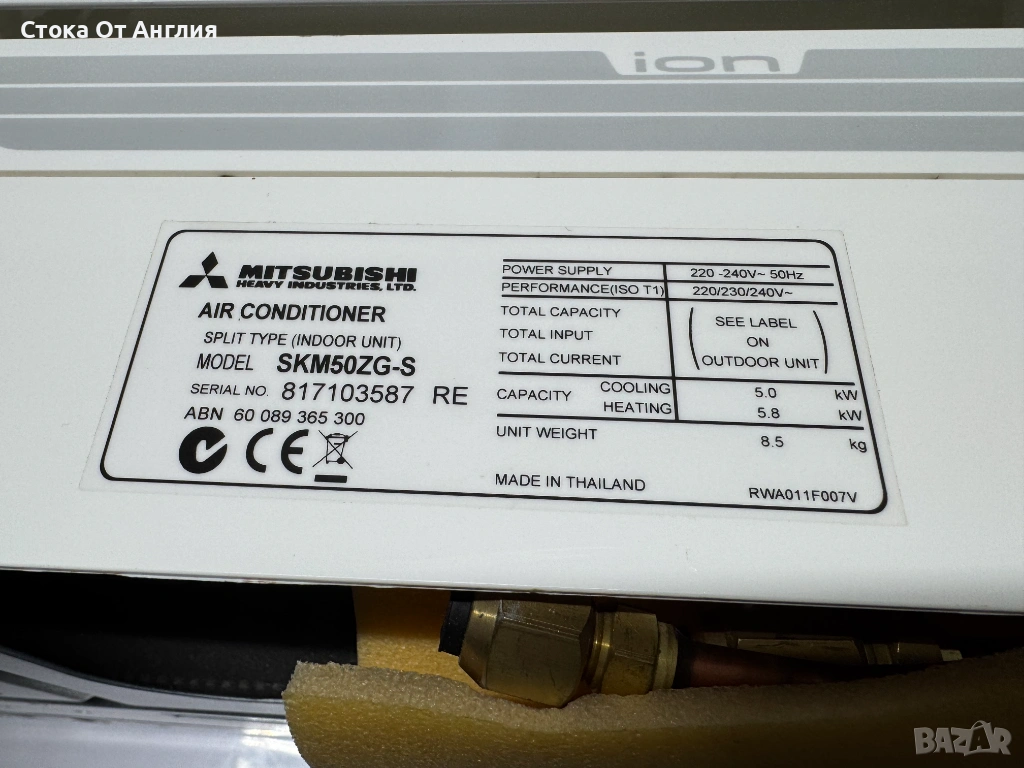 Стока От Англия
ion
MITSUBISHI
HEAVY INDUSTRIES, LTD.
AIR CONDITIONER
SPLIT TYPE (INDOOR UNIT)
MODEL SKM50ZG-S
SERIAL NO. 817103587 RE
ABN 60 089 365 300
CE
POWER SUPPLY 220 -240V~ 50Hz
PERFORMANCE(ISO T1) 220/230/240V~
TOTAL CAPACITY
TOTAL INPUT
TOTAL CURRENT
( SEE LABEL
ON
OUTDOOR UNIT )
CAPACITY COOLING 5.0 kW
HEATING 5.8 kW
UNIT WEIGHT 8.5 kg
MADE IN THAILAND
RWA011F007V
BAZAR